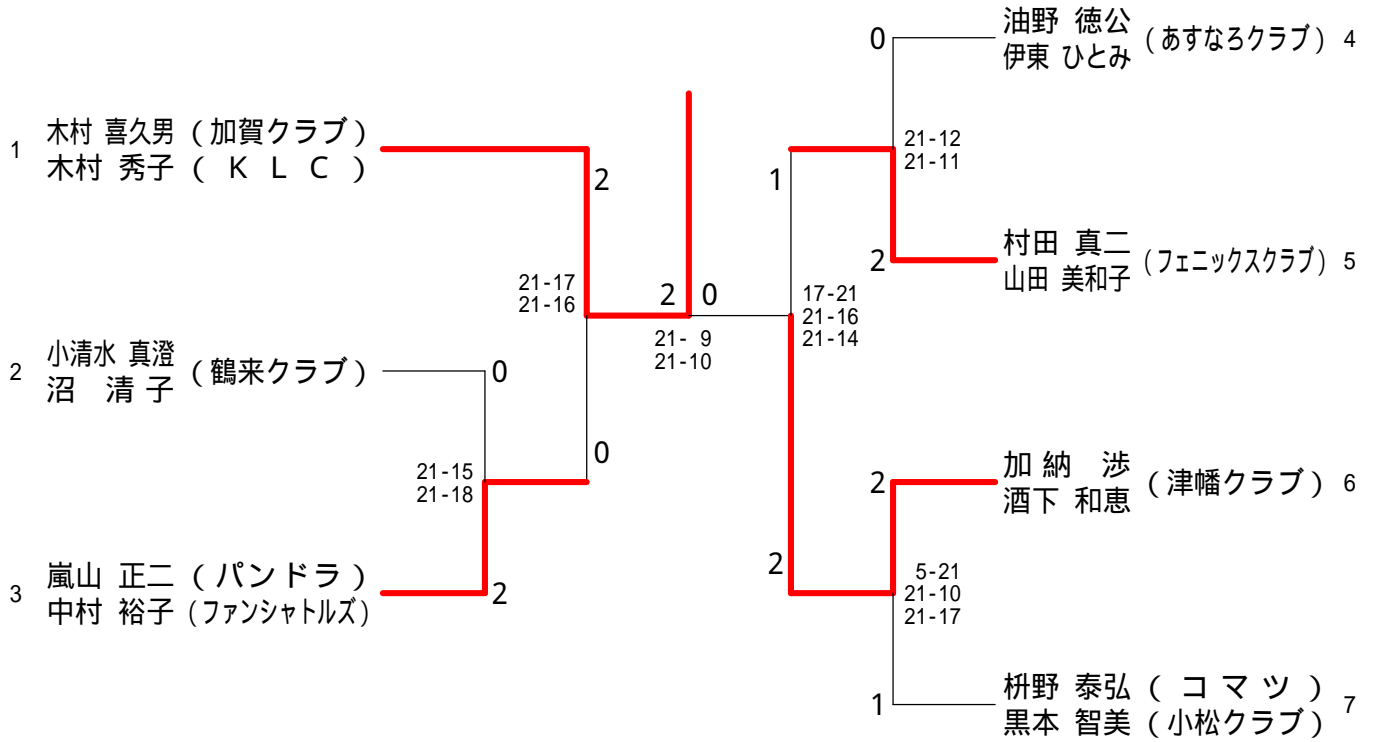 1
木村 喜久男 ( 加賀クラブ )
木村 秀子 ( K L C )
2
21-17
21-16
2
小清水 真澄 ( 鶴来クラブ )
沼 清 子
0
21-15
21-18
0
3
嵐山 正二 ( パンドラ )
中村 裕子 (ファンシャトルズ)
2
2 0
21- 9
21-10
0
油野 徳公
伊東 ひとみ ( あすなろクラブ ) 4
21-12
21-11
1
2
村田 真二
山田 美和子 (フェニックスクラブ) 5
17-21
21-16
21-14
2
加 納 渉
酒下 和恵 ( 津幡クラブ ) 6
2
5-21
21-10
21-17
1
枡野 泰弘 ( コ マ ツ )
黒本 智美 ( 小松クラブ ) 7